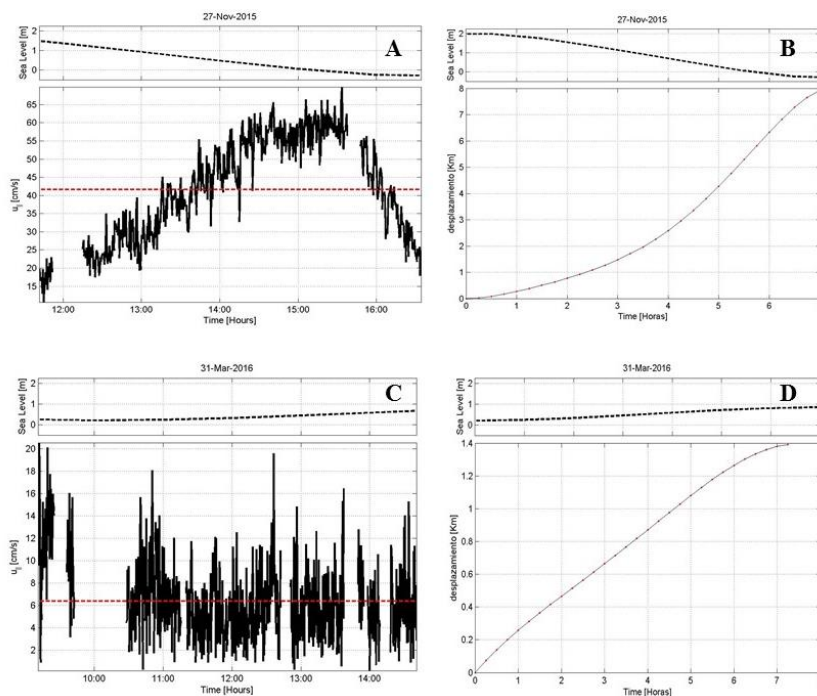 27-Nov-2015
A
Sea Level [m]
2
1
0
u|| [cm/s]
65
60
55
50
45
40
35
30
25
20
15
12:00 13:00 14:00 15:00 16:00
Time [Hours]
27-Nov-2015
B
Sea Level [m]
2
1
0
desplazamiento [Km]
8
7
6
5
4
3
2
1
0
0 1 2 3 4 5 6
Time [Horas]
31-Mar-2016
C
Sea Level [m]
2
1
0
u|| [cm/s]
20
18
16
14
12
10
8
6
4
2
10:00 11:00 12:00 13:00 14:00
Time [Hours]
31-Mar-2016
D
Sea Level [m]
2
1
0
desplazamiento [Km]
1.4
1.2
1
0.8
0.6
0.4
0.2
0
0 1 2 3 4 5 6 7
Time [Horas]